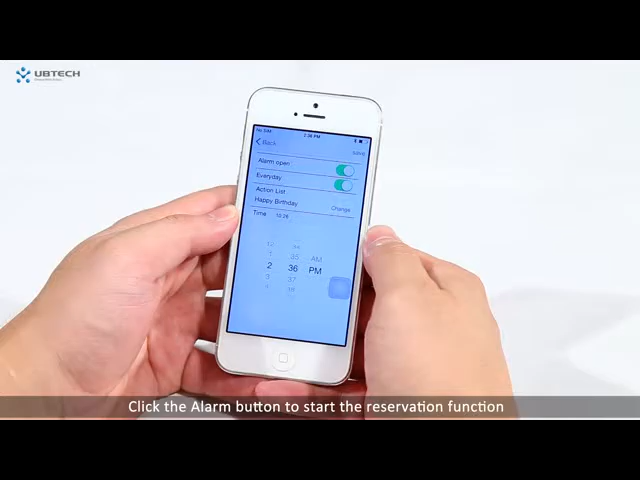 UBTECH
No SIM
2:36 PM
Back
Alarm open
Everyday
Action List
Happy Birthday
Change
Time
35 AM
2 36 PM
3 37
Click the Alarm button to start the reservation function